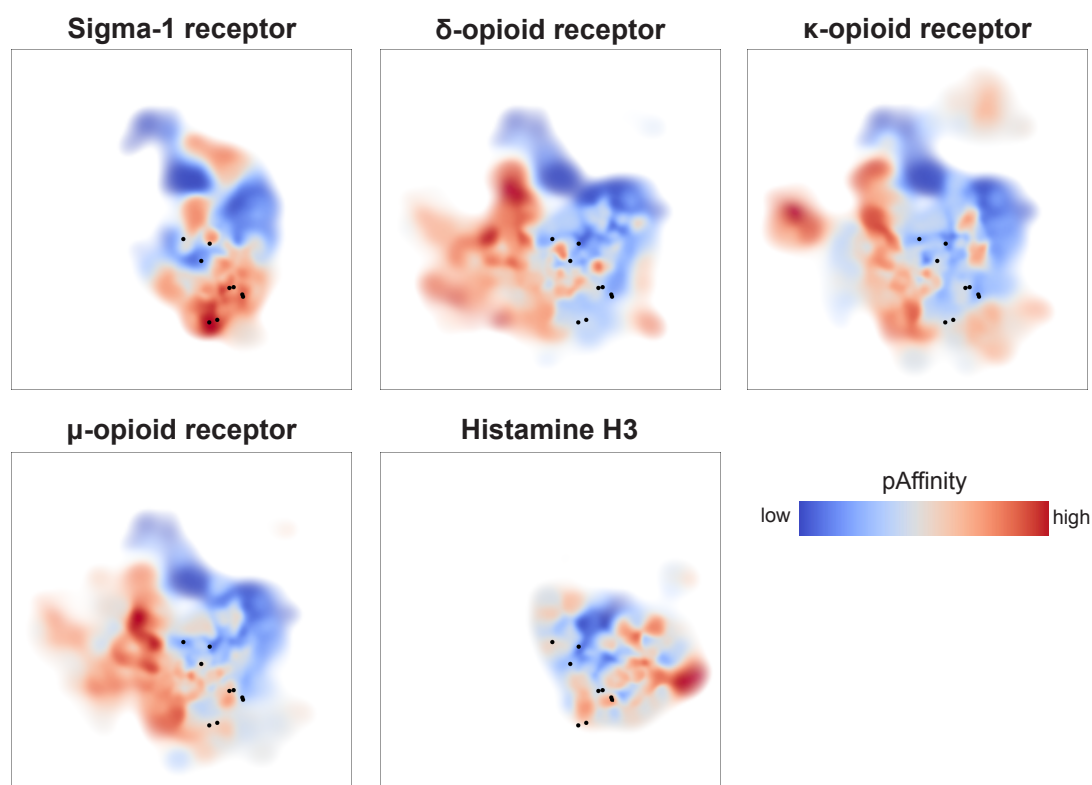 Sigma-1 receptor
δ-opioid receptor
κ-opioid receptor
μ-opioid receptor
Histamine H3
pAffinity
low
high